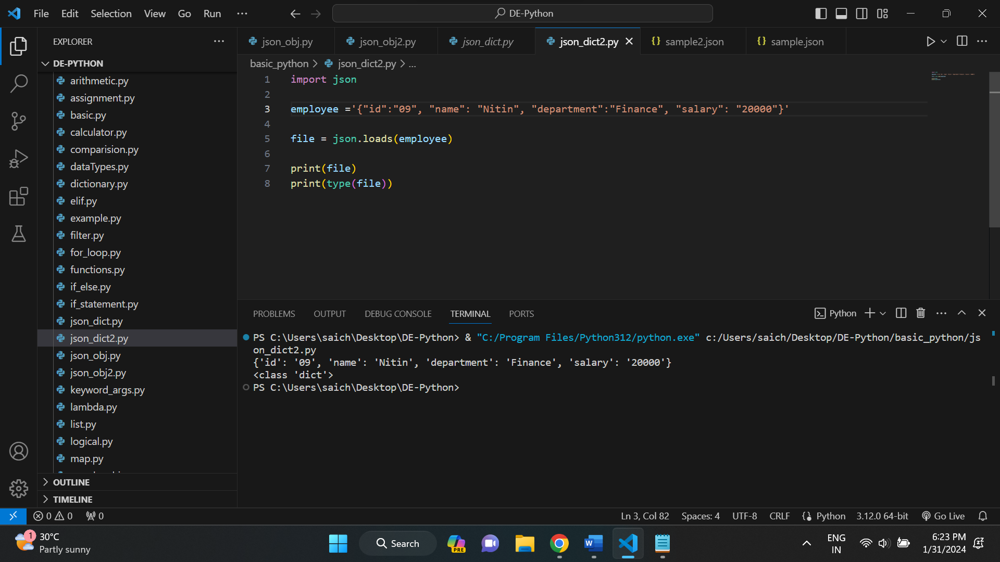 File Edit Selection View Go Run ···
DE-Python
EXPLORER
json_obj.py json_obj2.py json_dict.py json_dict2.py sample2.json sample.json
DE-PYTHON
basic_python > json_dict2.py > ...
arithmetic.py
assignment.py
basic.py
calculator.py
comparision.py
dataTypes.py
dictionary.py
elif.py
example.py
filter.py
for_loop.py
functions.py
if_else.py
if_statement.py
json_dict.py
json_dict2.py
json_obj.py
json_obj2.py
keyword_args.py
lambda.py
list.py
logical.py
map.py
OUTLINE
TIMELINE
1 import json
2
3 employee ='{"id":"09", "name": "Nitin", "department":"Finance", "salary": "20000"}'
4
5 file = json.loads(employee)
6
7 print(file)
8 print(type(file))
PROBLEMS OUTPUT DEBUG CONSOLE TERMINAL PORTS
Python
PS C:\Users\saich\Desktop\DE-Python> & "C:/Program Files/Python312/python.exe" c:/Users/saich/Desktop/DE-Python/basic_python/js
on_dict2.py
{'id': '09', 'name': 'Nitin', 'department': 'Finance', 'salary': '20000'}
<class 'dict'>
PS C:\Users\saich\Desktop\DE-Python>
0 0 0
Ln 3, Col 82 Spaces: 4 UTF-8 CRLF Python 3.12.0 64-bit Go Live
1
30°C
Partly sunny
Search
PRE
W
ENG
IN
6:23 PM
1/31/2024